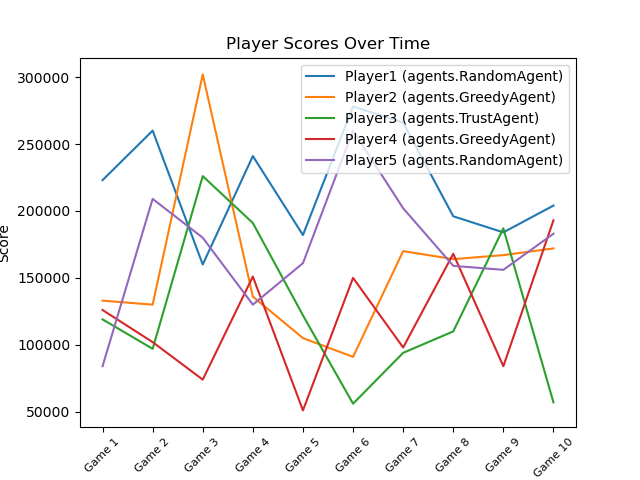 Player Scores Over Time
Player1 (agents.RandomAgent)
Player2 (agents.GreedyAgent)
Player3 (agents.TrustAgent)
Player4 (agents.GreedyAgent)
Player5 (agents.RandomAgent)
300000
250000
200000
150000
100000
50000
Score
Game 1
Game 2
Game 3
Game 4
Game 5
Game 6
Game 7
Game 8
Game 9
Game 10